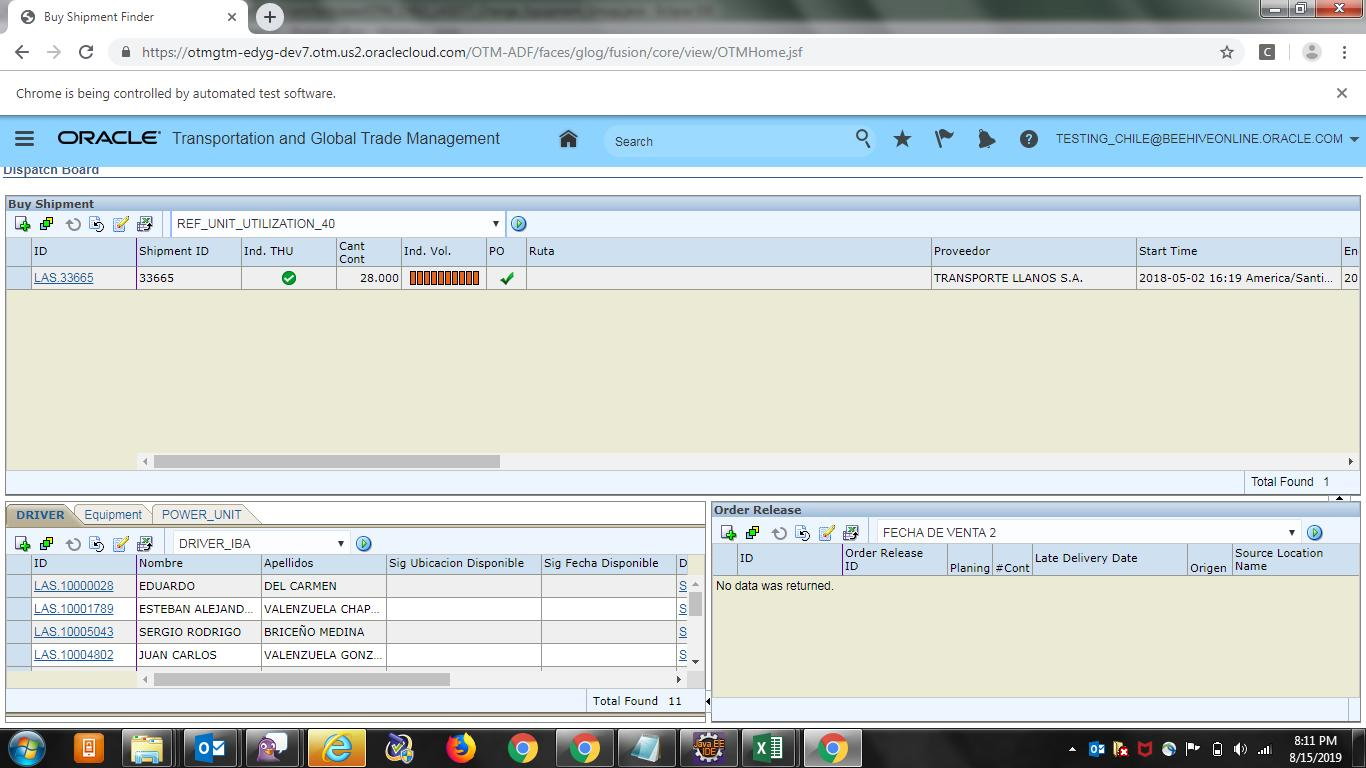 Buy Shipment Finder
https://otmgtm-edyg-dev7.otm.us2.oraclecloud.com/OTM-ADF/faces/glog/fusion/core/view/OTMHome.jsf
C
Chrome is being controlled by automated test software.
ORACLE Transportation and Global Trade Management Search TESTING_CHILE@BEEHIVEONLINE.ORACLE.COM
Dispatch Board
Buy Shipment
REF_UNIT_UTILIZATION_40
ID Shipment ID Ind. THU Cant Cont Ind. Vol. PO Ruta Proveedor Start Time En
LAS.33665 33665 28.000 TRANSPORTE LLANOS S.A. 2018-05-02 16:19 America/Santi... 20
Total Found 1
DRIVER Equipment POWER_UNIT
DRIVER_IBA
ID Nombre Apellidos Sig Ubicacion Disponible Sig Fecha Disponible D
LAS.10000028 EDUARDO DEL CARMEN S
LAS.10001789 ESTEBAN ALEJAND... VALENZUELA CHAP... S
LAS.10005043 SERGIO RODRIGO BRICEÑO MEDINA S
LAS.10004802 JUAN CARLOS VALENZUELA GONZ... S
Total Found 11
Order Release
FECHA DE VENTA 2
ID Order Release ID Planing #Cont Late Delivery Date Origen Source Location Name
No data was returned.
Java EE IDE
8:11 PM
8/15/2019